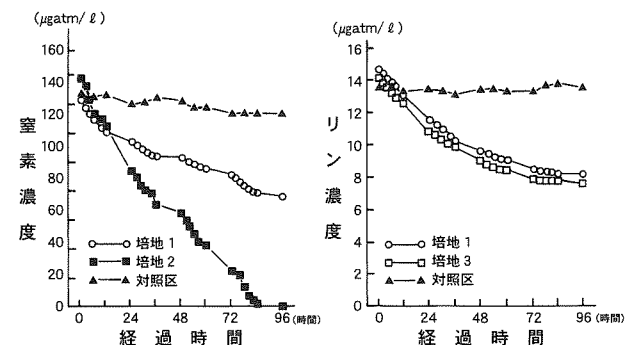 (μgatm/ℓ)
160
140
120
100
80
60
40
20
0
窒素濃度
培地1
培地2
対照区
0 24 48 72 96 (時間)
経過時間
(μgatm/ℓ)
16
14
12
10
8
6
4
2
0
リン濃度
培地1
培地3
対照区
0 24 48 72 96 (時間)
経過時間